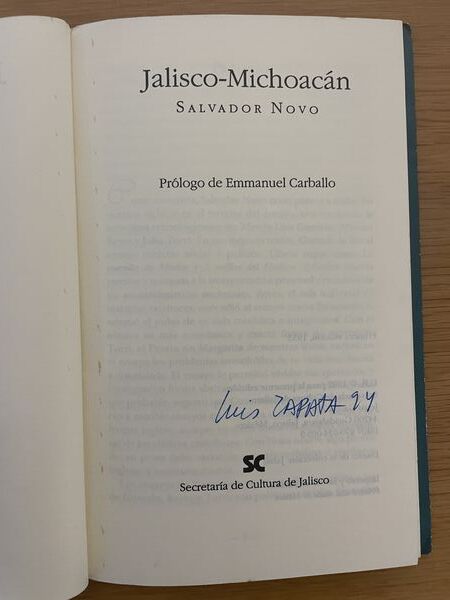 Jalisco-Michoacán
SALVADOR NOVO
Prólogo de Emmanuel Carballo
Luis ZAPATA 94
SC
Secretaría de Cultura de Jalisco